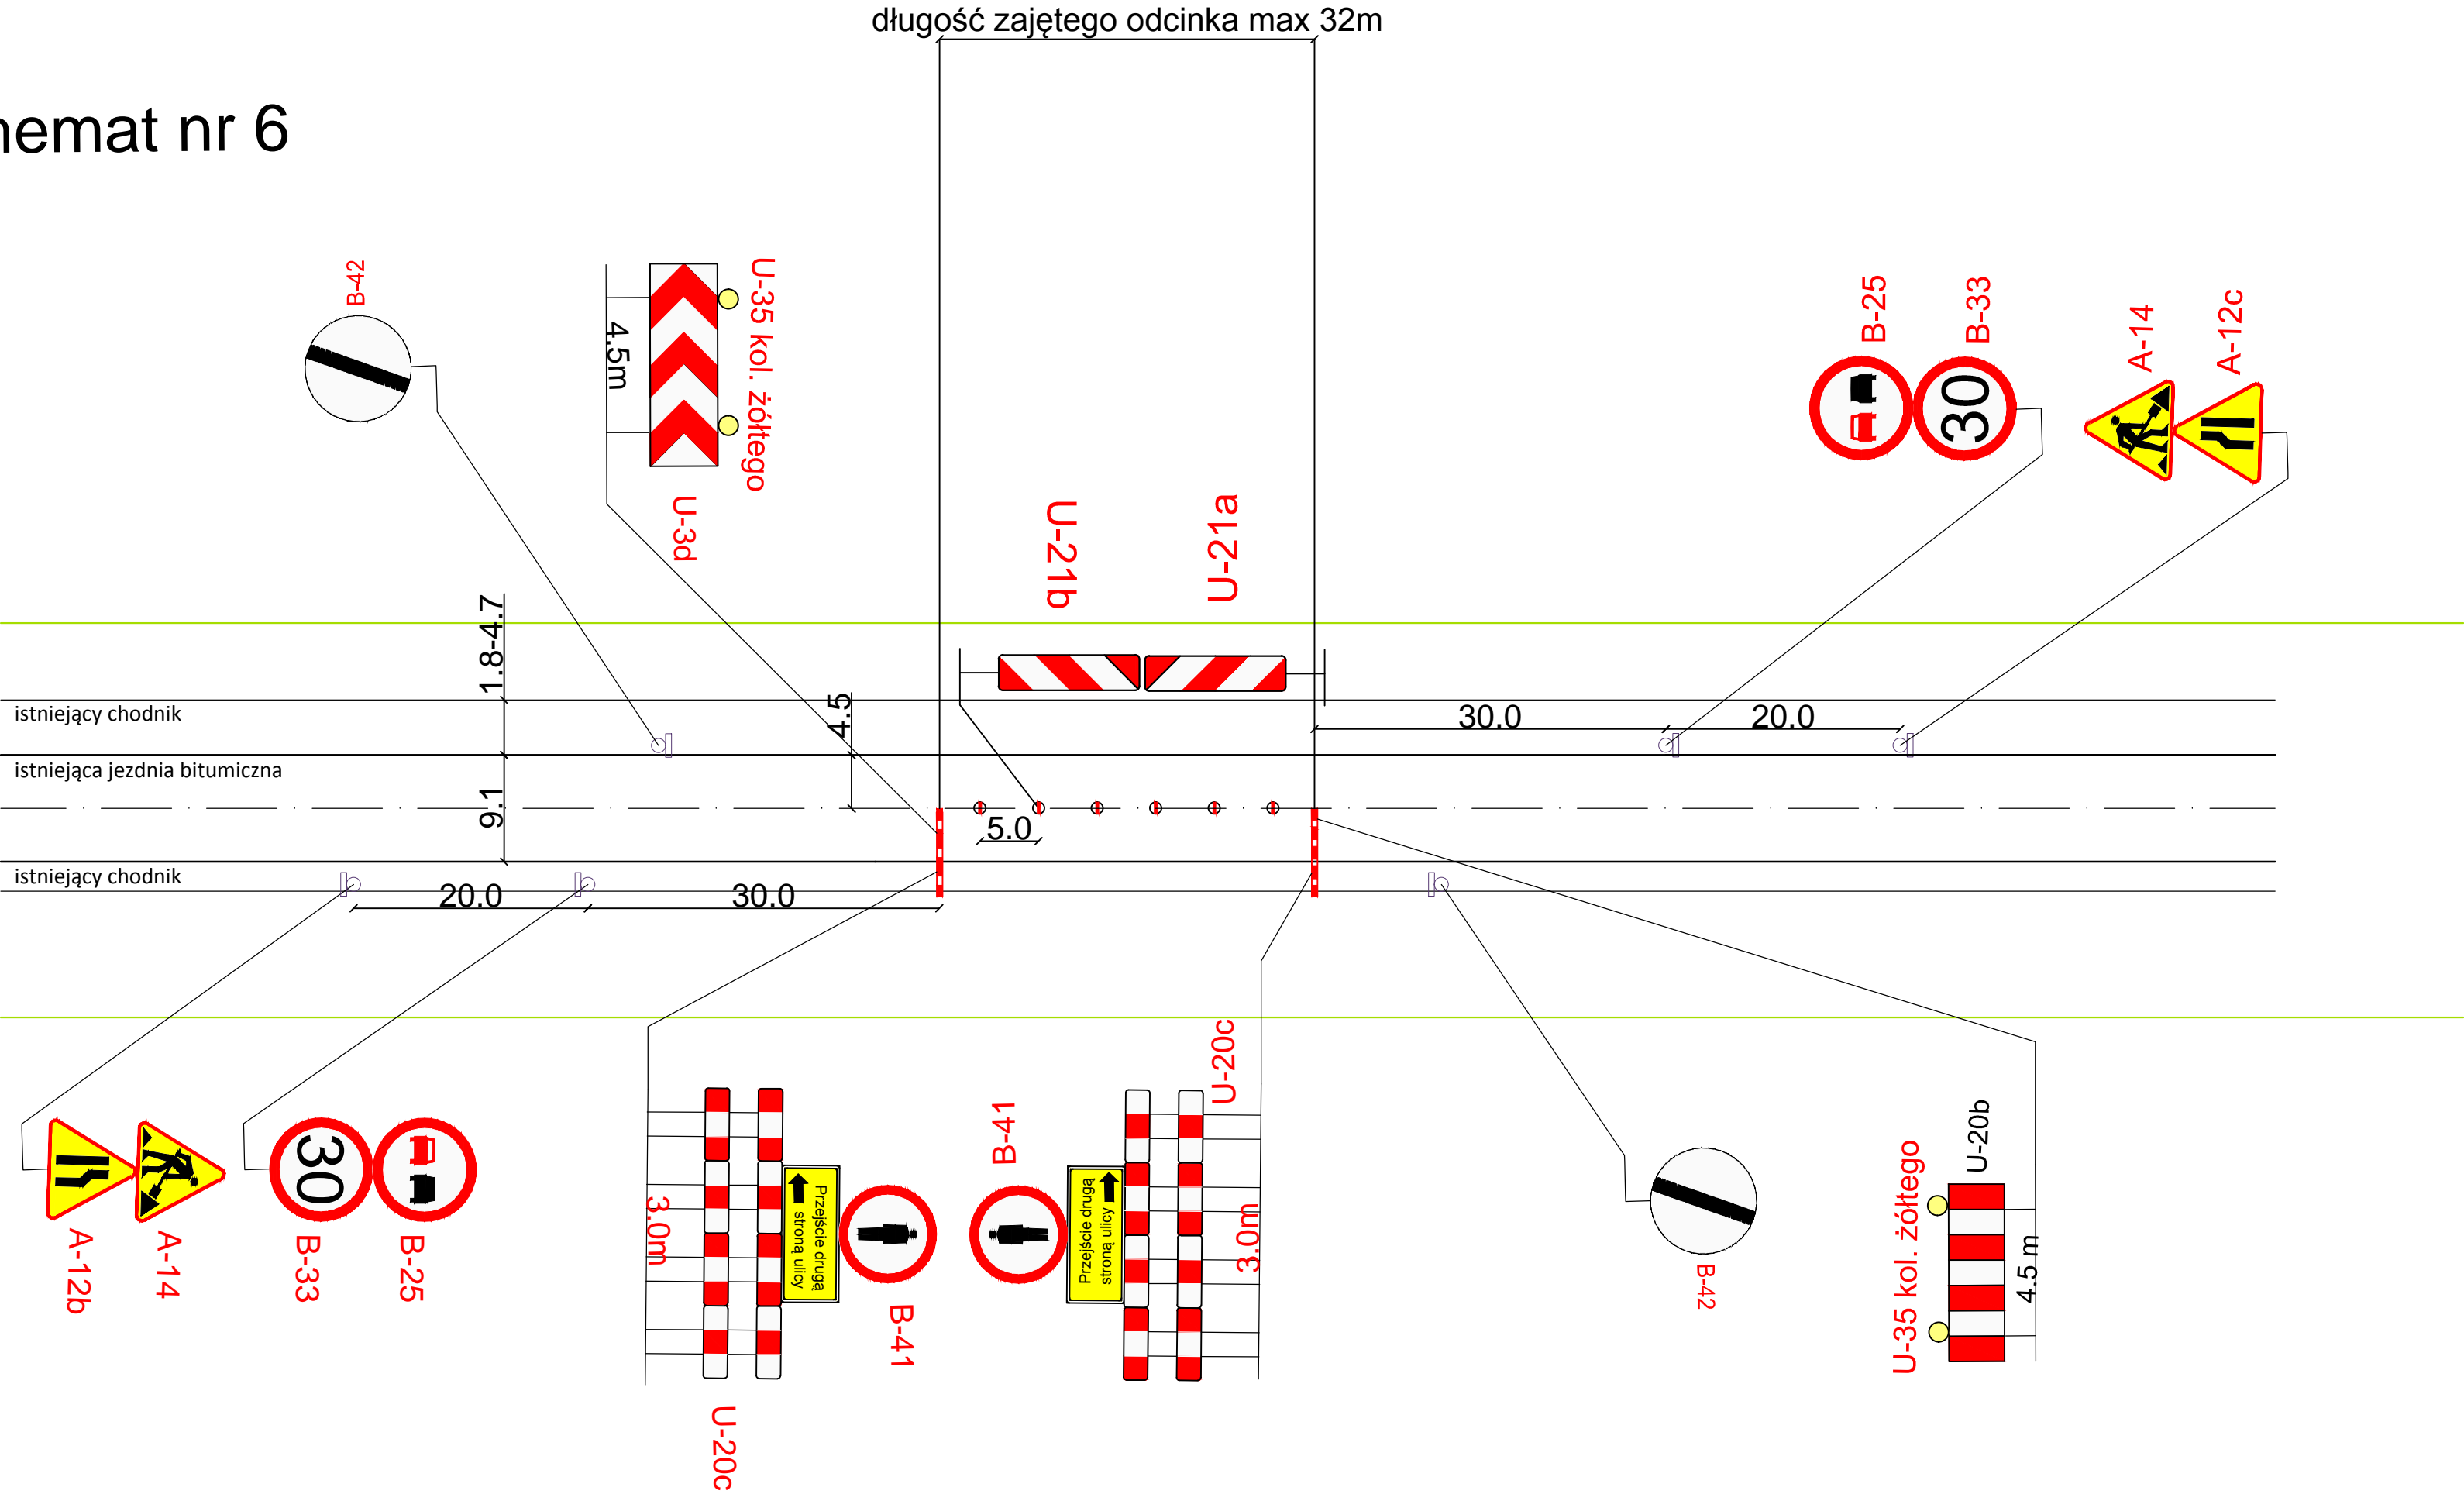 długość zajętego odcinka max 32m
hemat nr 6
B-42
4.5m
U-35 kol. żółtego
U-3d
U-21b
U-21a
B-25
B-33
30
A-14
A-12c
1.8-4.7
4.5
istniejący chodnik
30.0
20.0
istniejąca jezdnia bitumiczna
9.1
5.0
istniejący chodnik
20.0
30.0
A-12b
A-14
30
B-33
B-25
3.0m
Przejście drugą
stroną ulicy
B-41
U-20c
B-41
Przejście drugą
stroną ulicy
U-20c
3.0m
B-42
U-35 kol. żółtego
U-20b
4.5 m